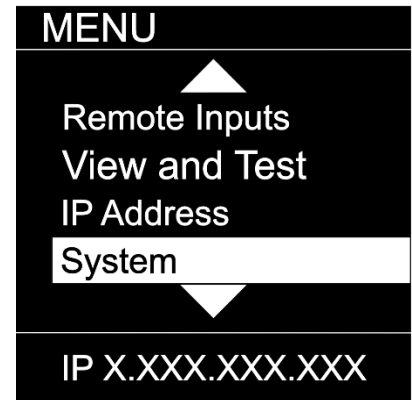 MENU
Remote Inputs
View and Test
IP Address
System
IP X.XXX.XXX.XXX